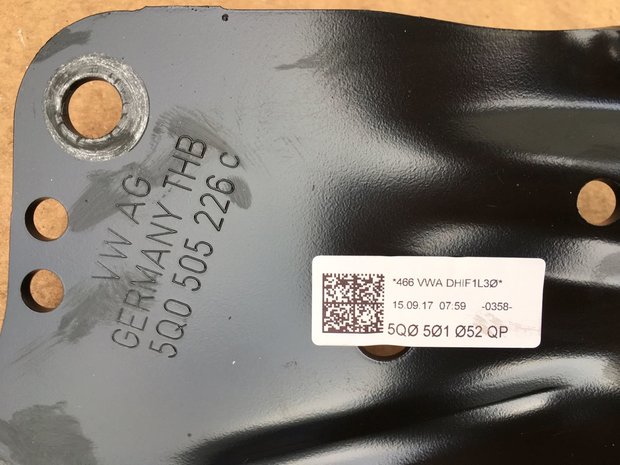 VW AG
GERMANY THB
5Q0 505 226 C
*466 VWA DHIF1L3Ø*
15.09.17 07:59 -0358-
5QØ 5Ø1 Ø52 QP